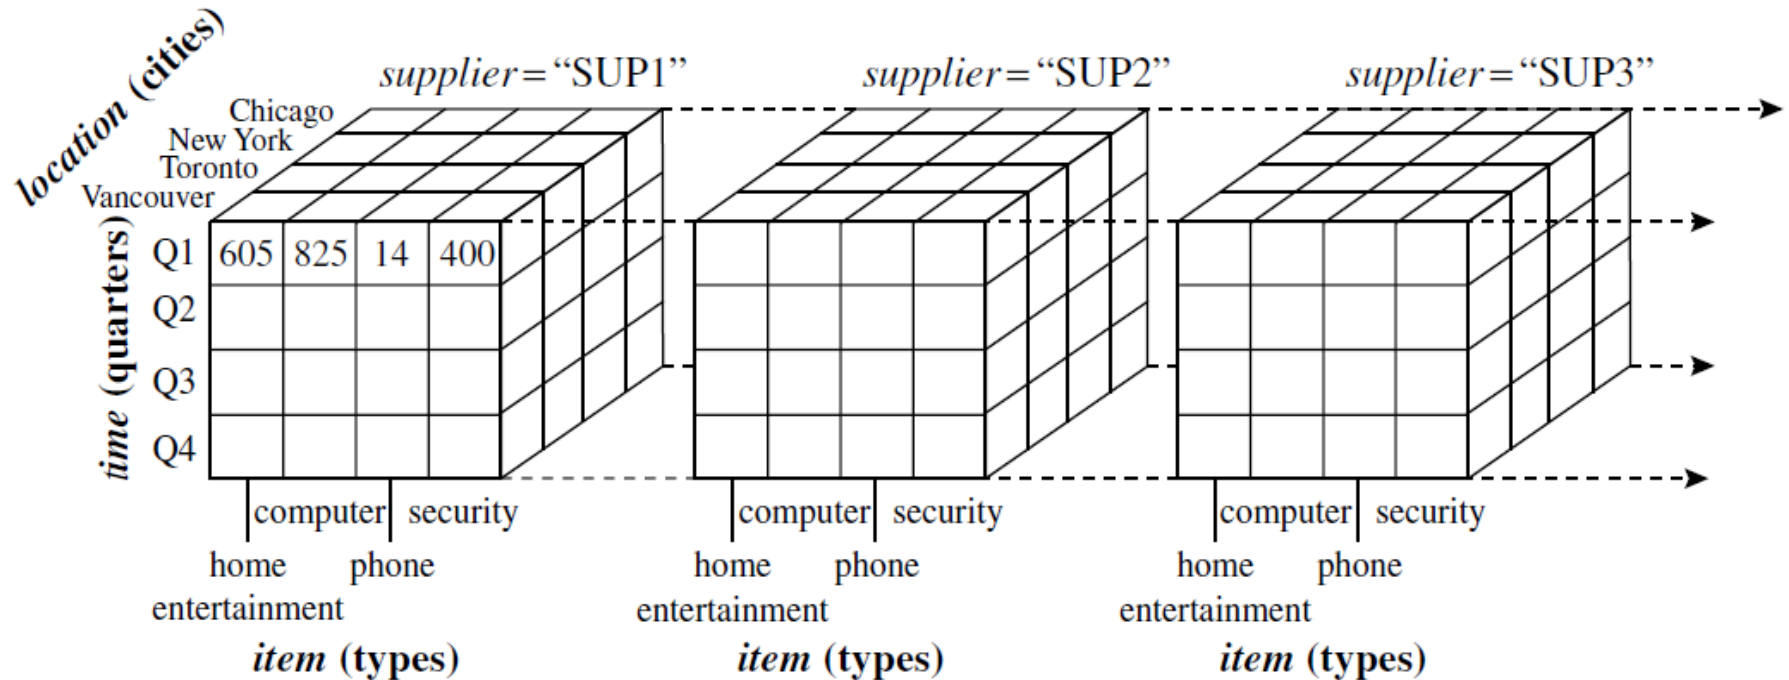 location (cities)
supplier = “SUP1”
supplier = “SUP2”
supplier = “SUP3”
Chicago
New York
Toronto
Vancouver
time (quarters)
Q1 605 825 14 400
Q2
Q3
Q4
computer security
home phone
entertainment
item (types)
computer security
home phone
entertainment
item (types)
computer security
home phone
entertainment
item (types)